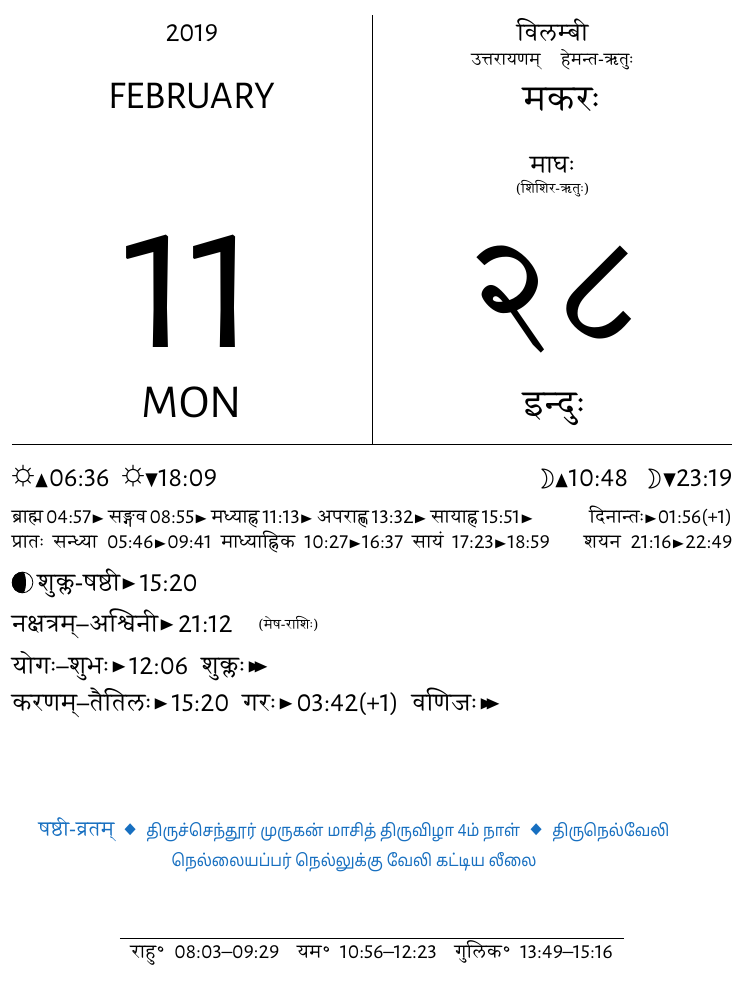 2019
FEBRUARY
11
MON
विलम्बी
उत्तरायणम् हेमन्त-ऋतुः
मकरः
माघः
(शिशिर-ऋतुः)
२८
इन्दुः
☼▲06:36 ☼▼18:09 ☽▲10:48 ☽▼23:19
ब्राह्म 04:57► सङ्गव 08:55► मध्याह्न 11:13► अपराह्ण 13:32► सायाह्न 15:51► दिनान्तः►01:56(+1)
प्रातः सन्ध्या 05:46►09:41 माध्याह्निक 10:27►16:37 सायं 17:23►18:59 शयन 21:16►22:49
शुक्ल-षष्ठी► 15:20
नक्षत्रम्–अश्विनी► 21:12 (मेष-राशिः)
योगः–शुभः►12:06 शुक्लः►►
करणम्–तैतिलः►15:20 गरः►03:42(+1) वणिजः►►
षष्ठी-व्रतम् ◆ திருச்செந்தூர் முருகன் மாசித் திருவிழா 4ம் நாள் ◆ திருநெல்வேலி
நெல்லையப்பர் நெல்லுக்கு வேலி கட்டிய லீலை
राहु° 08:03–09:29 यम° 10:56–12:23 गुलिक° 13:49–15:16